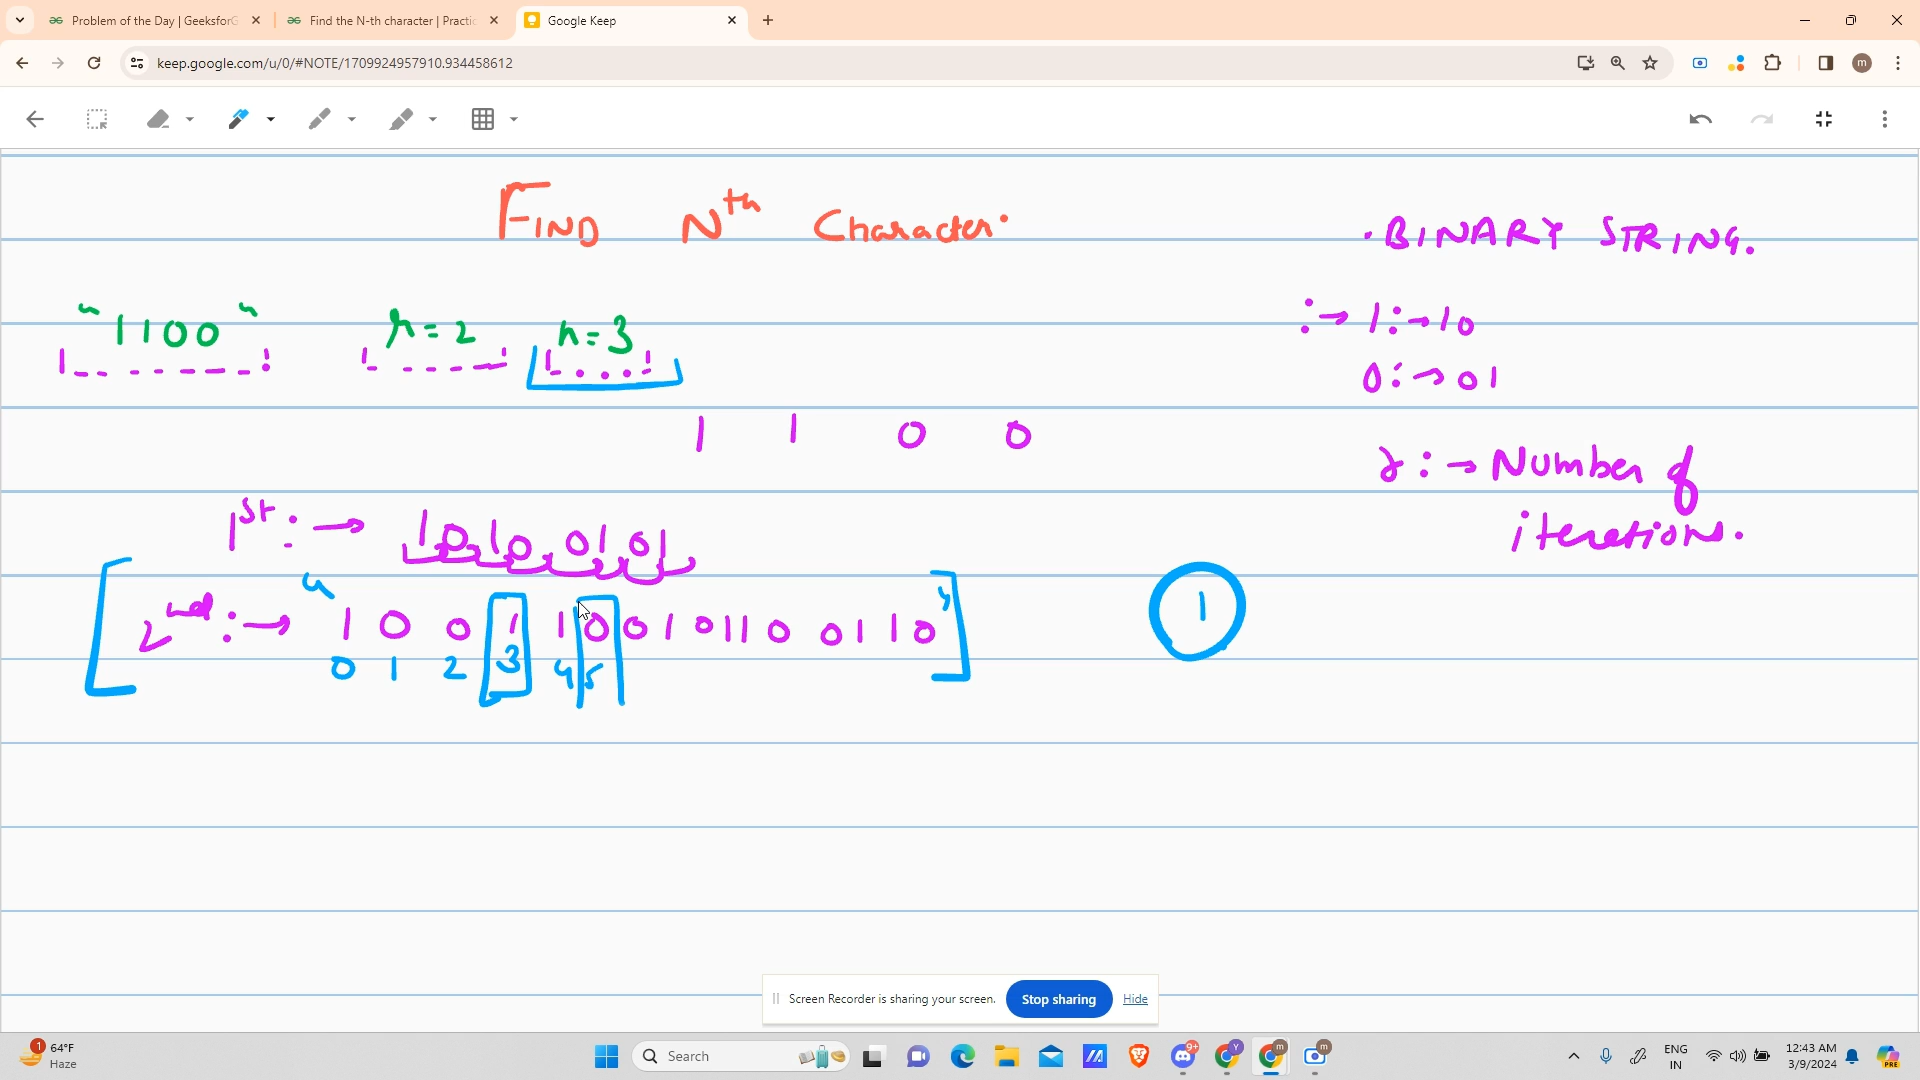 Problem of the Day | GeeksforG
Find the N-th character | Practic
Google Keep
keep.google.com/u/0/#NOTE/1709924957910.934458612
m
FIND Nth Character.
. BINARY STRING.
"1100" r=2 n=3
: → 1: → 10
0: → 01
1 1 0 0
r : → Number of
iterations.
1st : → 10100101
2nd : → "1 0 0 1 1 0 0 1 0 1 1 0 0 1 1 0"
0 1 2 3 4 5
1
Screen Recorder is sharing your screen.
Stop sharing
Hide
1
64°F
Haze
Search
9+
Y
m
m
ENG
IN
12:43 AM
3/9/2024
PRE